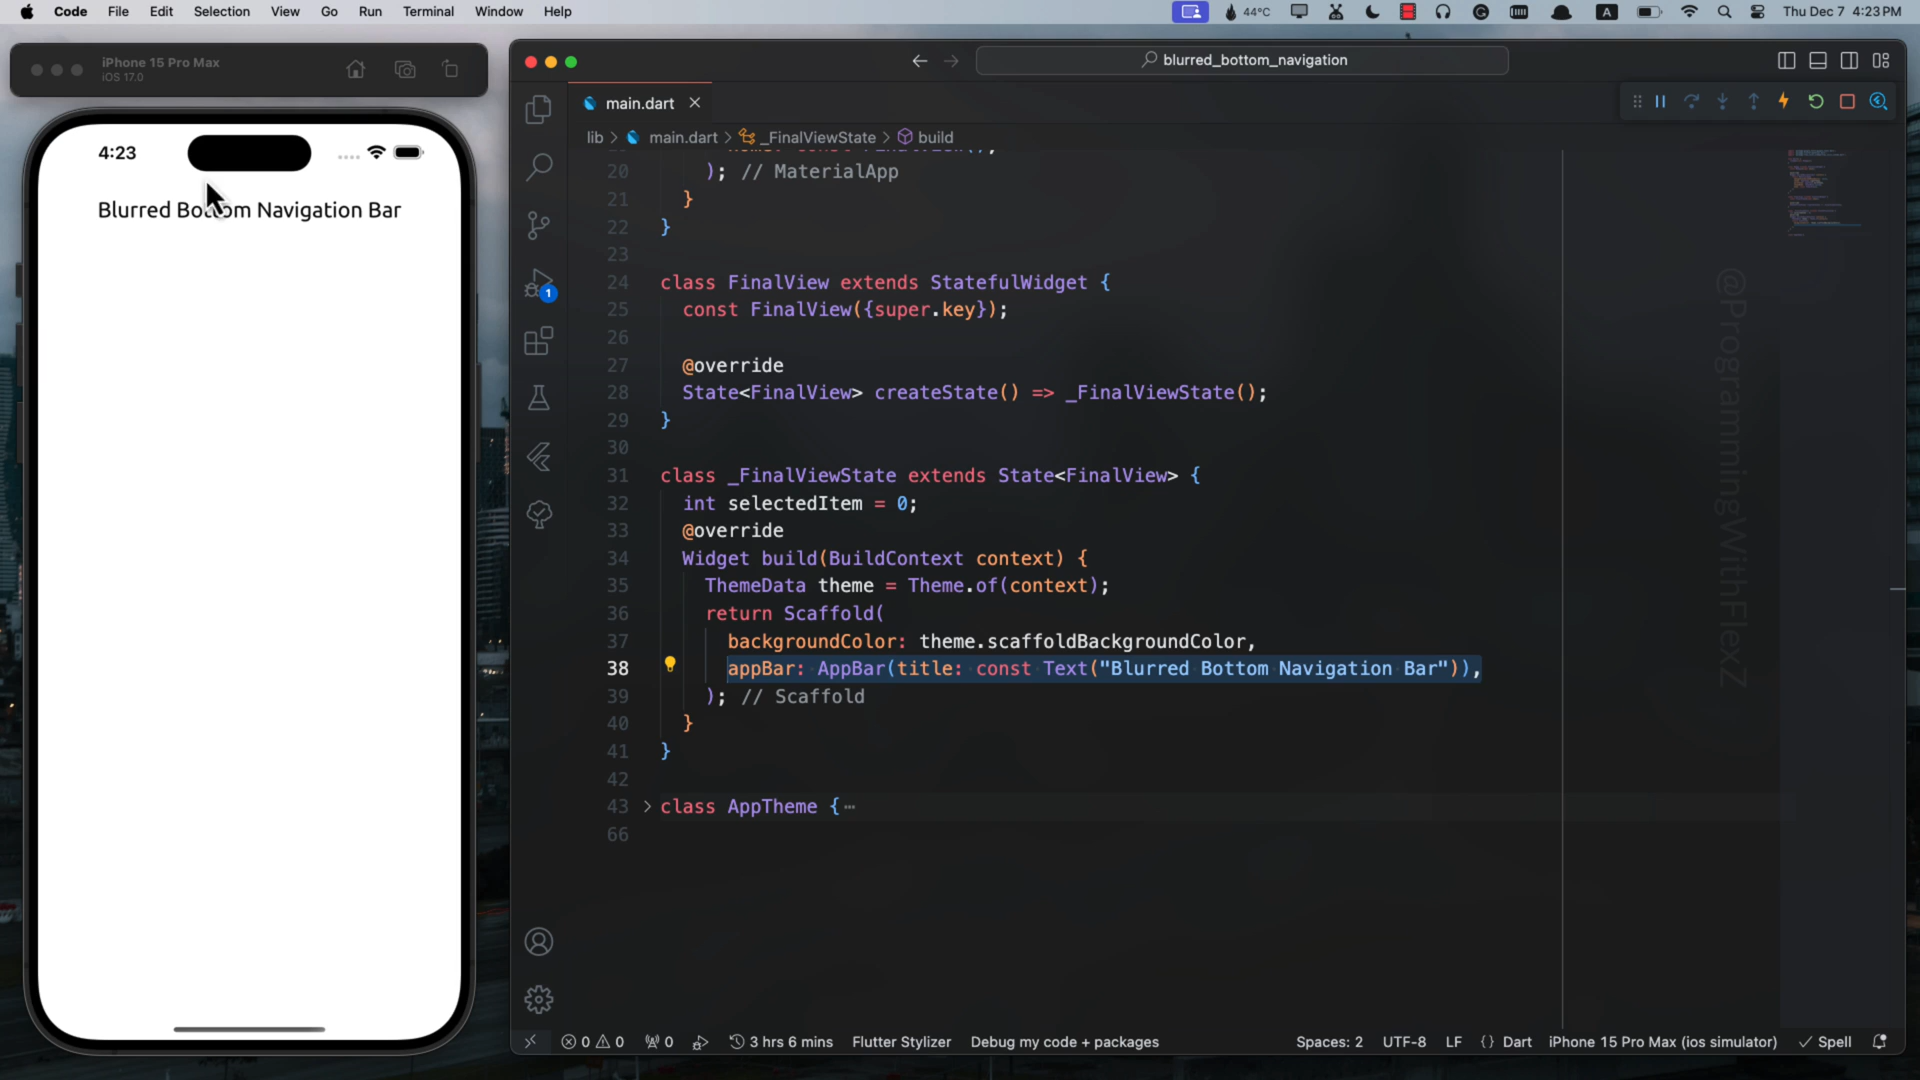 Code File Edit Selection View Go Run Terminal Window Help
44°C A Thu Dec 7 4:23 PM
iPhone 15 Pro Max
iOS 17.0
4:23
Blurred Bottom Navigation Bar
blurred_bottom_navigation
main.dart
lib > main.dart > _FinalViewState > build
20 ); // MaterialApp
21 }
22 }
23
24 class FinalView extends StatefulWidget {
25 const FinalView({super.key});
26
27 @override
28 State<FinalView> createState() => _FinalViewState();
29 }
30
31 class _FinalViewState extends State<FinalView> {
32 int selectedItem = 0;
33 @override
34 Widget build(BuildContext context) {
35 ThemeData theme = Theme.of(context);
36 return Scaffold(
37 backgroundColor: theme.scaffoldBackgroundColor,
38 appBar: AppBar(title: const Text("Blurred Bottom Navigation Bar")),
39 ); // Scaffold
40 }
41 }
42
43 class AppTheme {
66
@ProgrammingWithFlexZ
1
0 0 0 3 hrs 6 mins Flutter Stylizer Debug my code + packages Spaces: 2 UTF-8 LF {} Dart iPhone 15 Pro Max (ios simulator) Spell